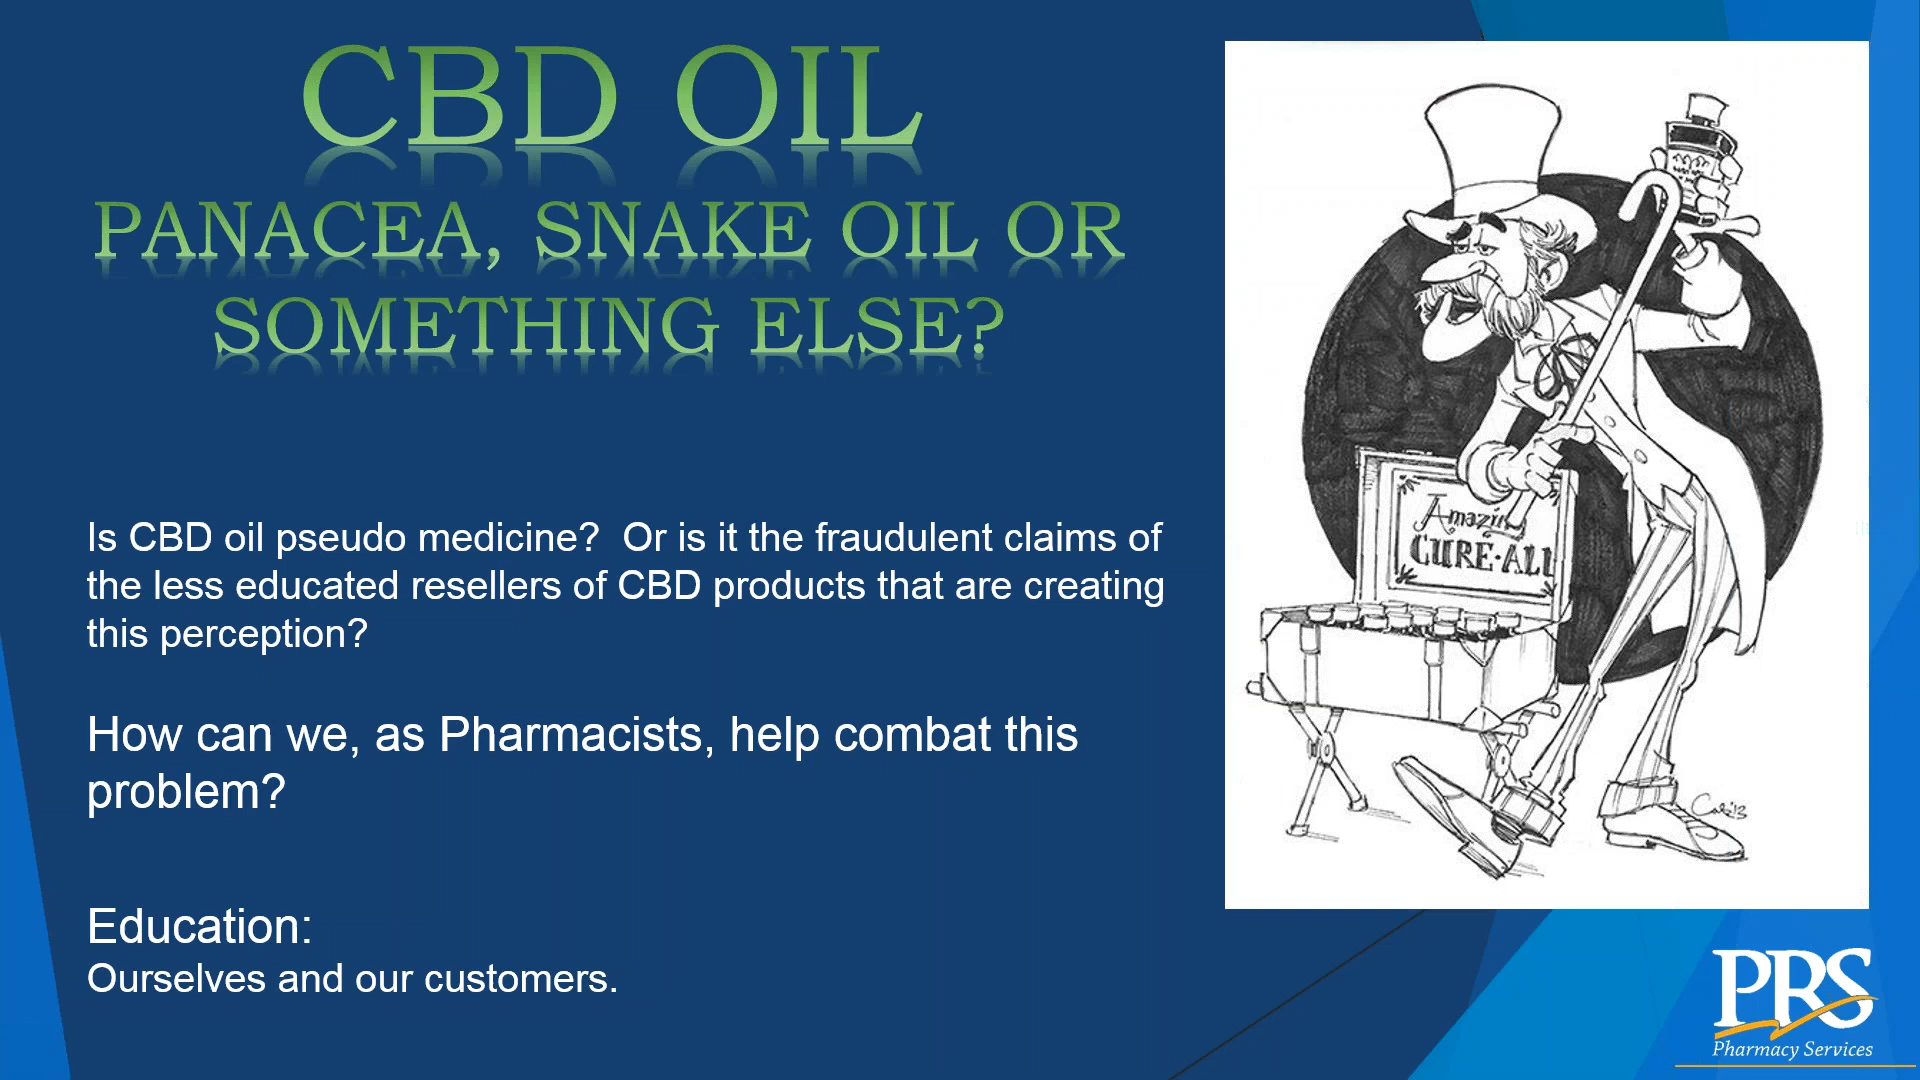 CBD OIL
PANACEA, SNAKE OIL OR
SOMETHING ELSE?
Is CBD oil pseudo medicine?  Or is it the fraudulent claims of
the less educated resellers of CBD products that are creating
this perception?
How can we, as Pharmacists, help combat this
problem?
Education:
Ourselves and our customers.
Amazing
CURE-ALL
PRS
Pharmacy Services